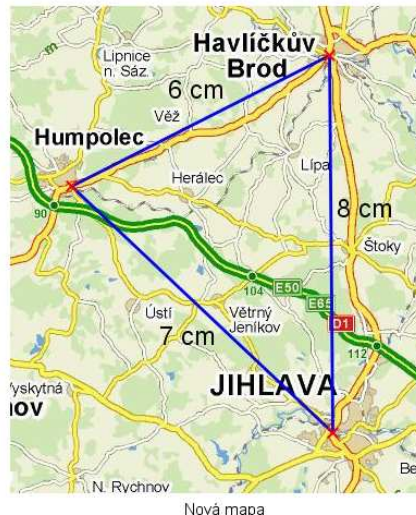 Havlíčkův
Brod
Lipnice
n. Sáz.
6 cm
Věž
Humpolec
Herálec
Lípa
90
8 cm
Štoky
104
E50
E65
Ústí
Větrný
Jeníkov
D1
7 cm
112
JIHLAVA
yskytná
nov
N. Rychnov
Be
Nová mapa